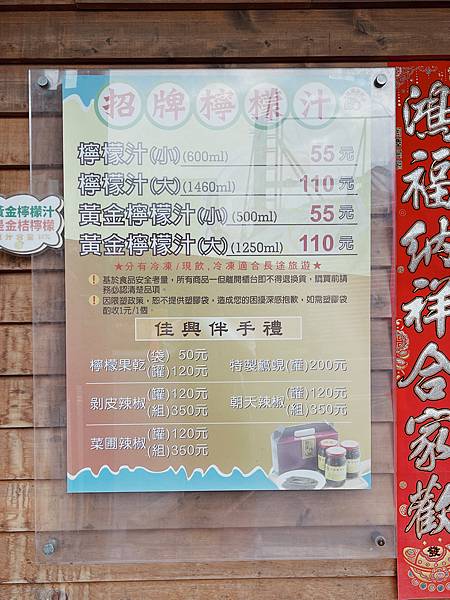 招牌檸檬汁
檸檬汁(小)(600ml) 55元
檸檬汁(大)(1460ml) 110元
黃金檸檬汁(小)(500ml) 55元
黃金檸檬汁(大)(1250ml) 110元
★分有冷凍/現飲,冷凍適合長途旅遊★
! 基於食品安全考量,所有商品一但離開櫃台即不得退換貨,購買前請
務必認清楚品項。
! 因限塑政策,恕不提供塑膠袋,造成您的困擾深感抱歉,如需塑膠袋
酌收1元/1個。
佳興伴手禮
檸檬果乾(袋) 50元
(罐)120元
特製鹹蜆(罐)200元
剝皮辣椒(罐)120元
(組)350元
朝天辣椒(罐)120元
(組)350元
菜圃辣椒(罐)120元
(組)350元
黃金檸檬汁
金桔檸檬
鴻福納祥合家歡
發